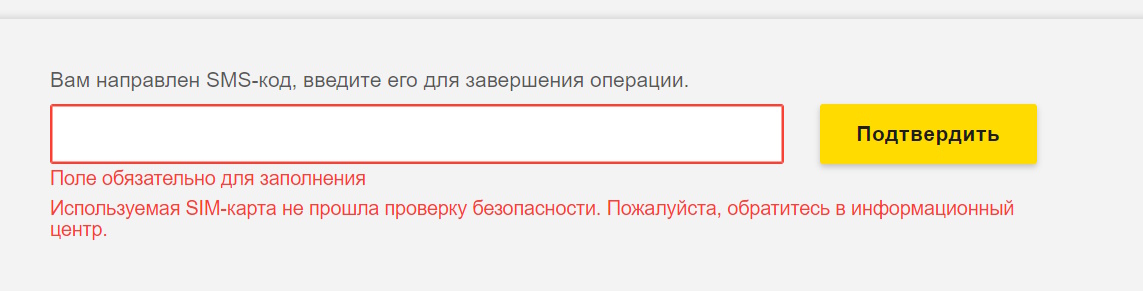 Вам направлен SMS-код, введите его для завершения операции.
Подтвердить
Поле обязательно для заполнения
Используемая SIM-карта не прошла проверку безопасности. Пожалуйста, обратитесь в информационный
центр.